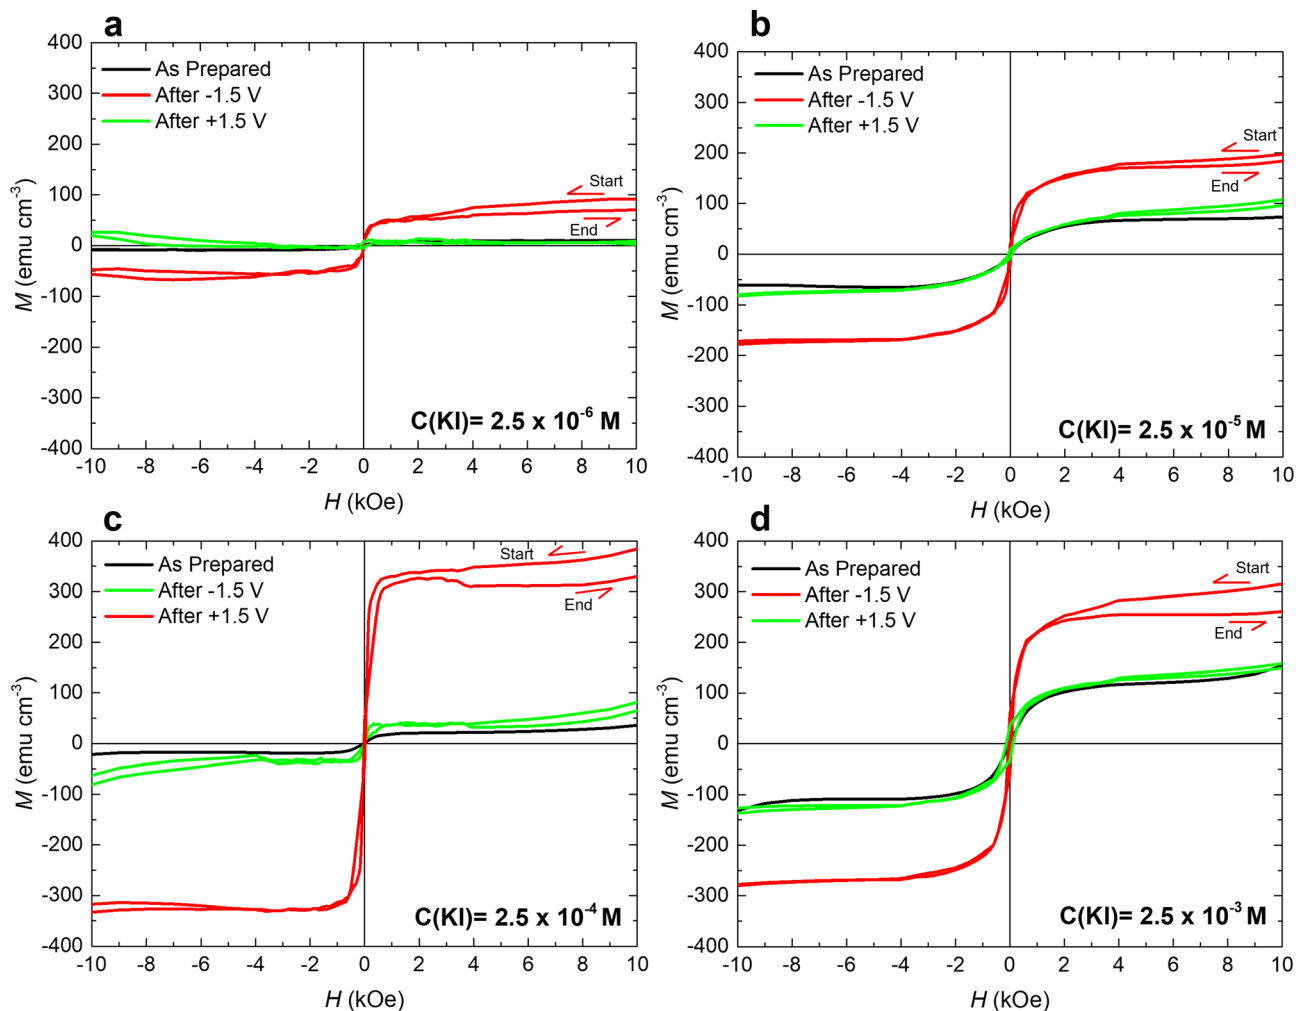 a
400
300
200
100
0
-100
-200
-300
-400
M (emu cm-3)
As Prepared
After -1.5 V
After +1.5 V
Start
End
C(KI)= 2.5 x 10-6 M
-10 -8 -6 -4 -2 0 2 4 6 8 10
H (kOe)
b
400
300
200
100
0
-100
-200
-300
-400
M (emu cm-3)
As Prepared
After -1.5 V
After +1.5 V
Start
End
C(KI)= 2.5 x 10-5 M
-10 -8 -6 -4 -2 0 2 4 6 8 10
H (kOe)
c
400
300
200
100
0
-100
-200
-300
-400
M (emu cm-3)
As Prepared
After -1.5 V
After +1.5 V
Start
End
C(KI)= 2.5 x 10-4 M
-10 -8 -6 -4 -2 0 2 4 6 8 10
H (kOe)
d
400
300
200
100
0
-100
-200
-300
-400
M (emu cm-3)
As Prepared
After -1.5 V
After +1.5 V
Start
End
C(KI)= 2.5 x 10-3 M
-10 -8 -6 -4 -2 0 2 4 6 8 10
H (kOe)